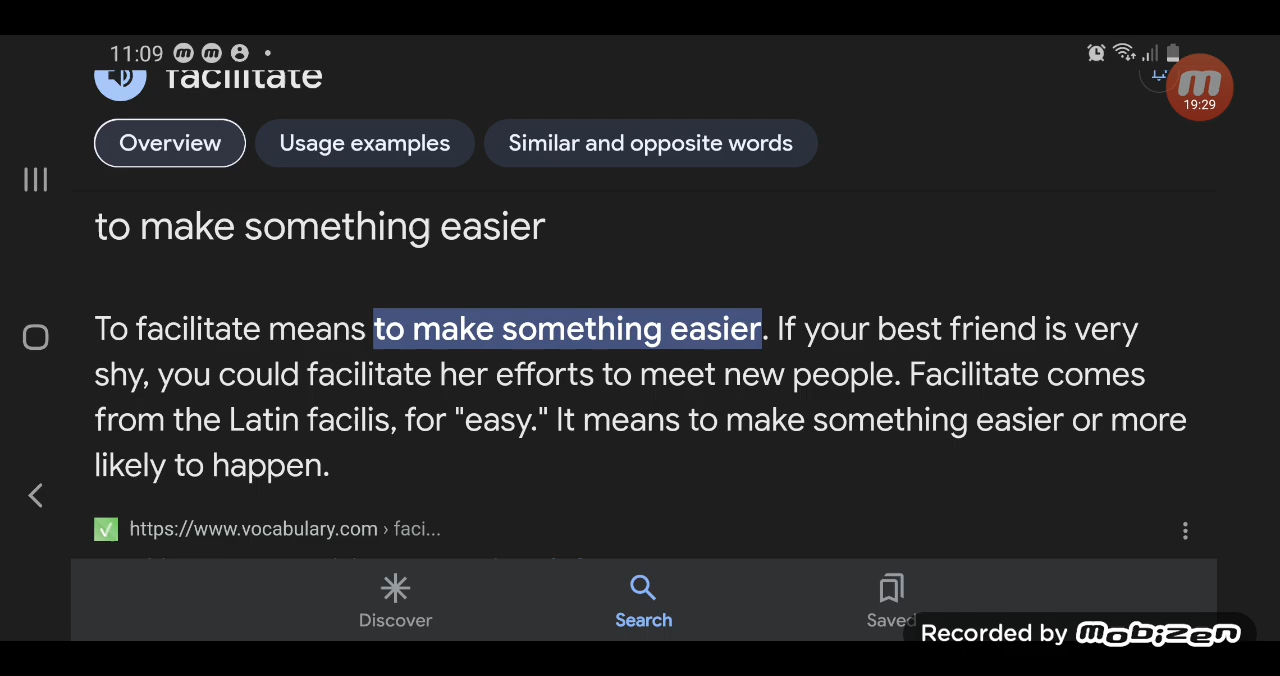 11:09
facilitate
19:29
Overview
Usage examples
Similar and opposite words
to make something easier
To facilitate means to make something easier. If your best friend is very
shy, you could facilitate her efforts to meet new people. Facilitate comes
from the Latin facilis, for "easy." It means to make something easier or more
likely to happen.
https://www.vocabulary.com › faci...
Discover
Search
Saved
Recorded by mobizen